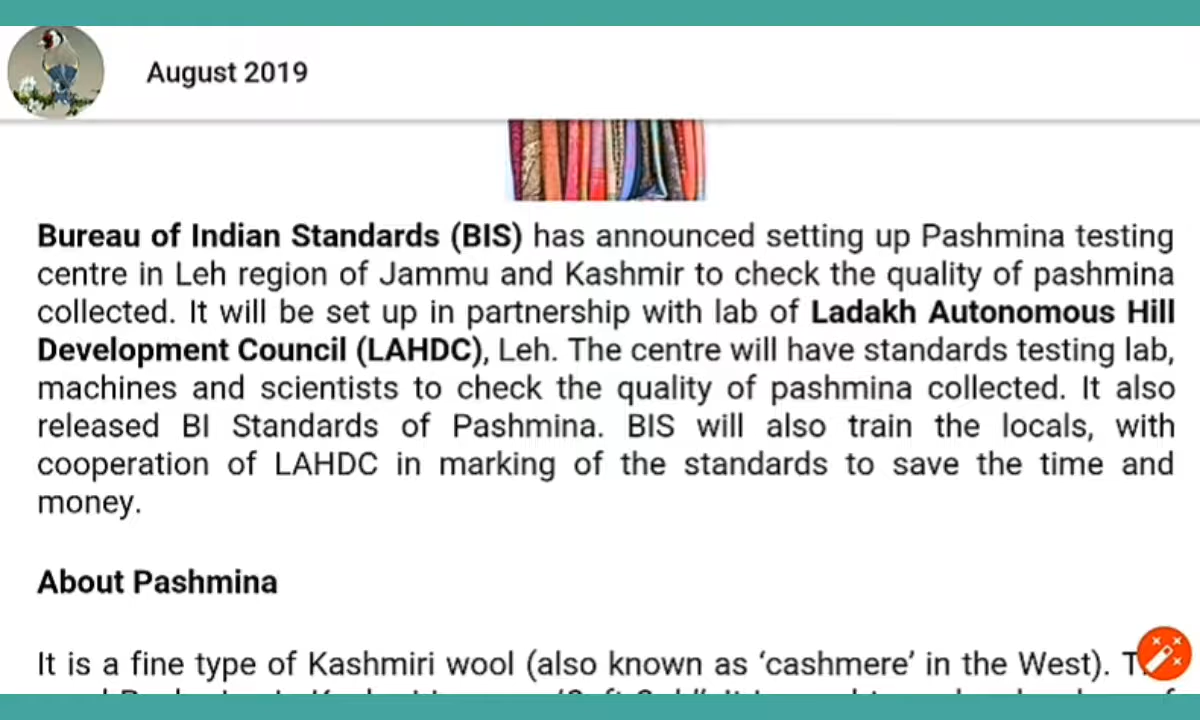 August 2019
Bureau of Indian Standards (BIS) has announced setting up Pashmina testing
centre in Leh region of Jammu and Kashmir to check the quality of pashmina
collected. It will be set up in partnership with lab of Ladakh Autonomous Hill
Development Council (LAHDC), Leh. The centre will have standards testing lab,
machines and scientists to check the quality of pashmina collected. It also
released BI Standards of Pashmina. BIS will also train the locals, with
cooperation of LAHDC in marking of the standards to save the time and
money.
About Pashmina
It is a fine type of Kashmiri wool (also known as ‘cashmere’ in the West).